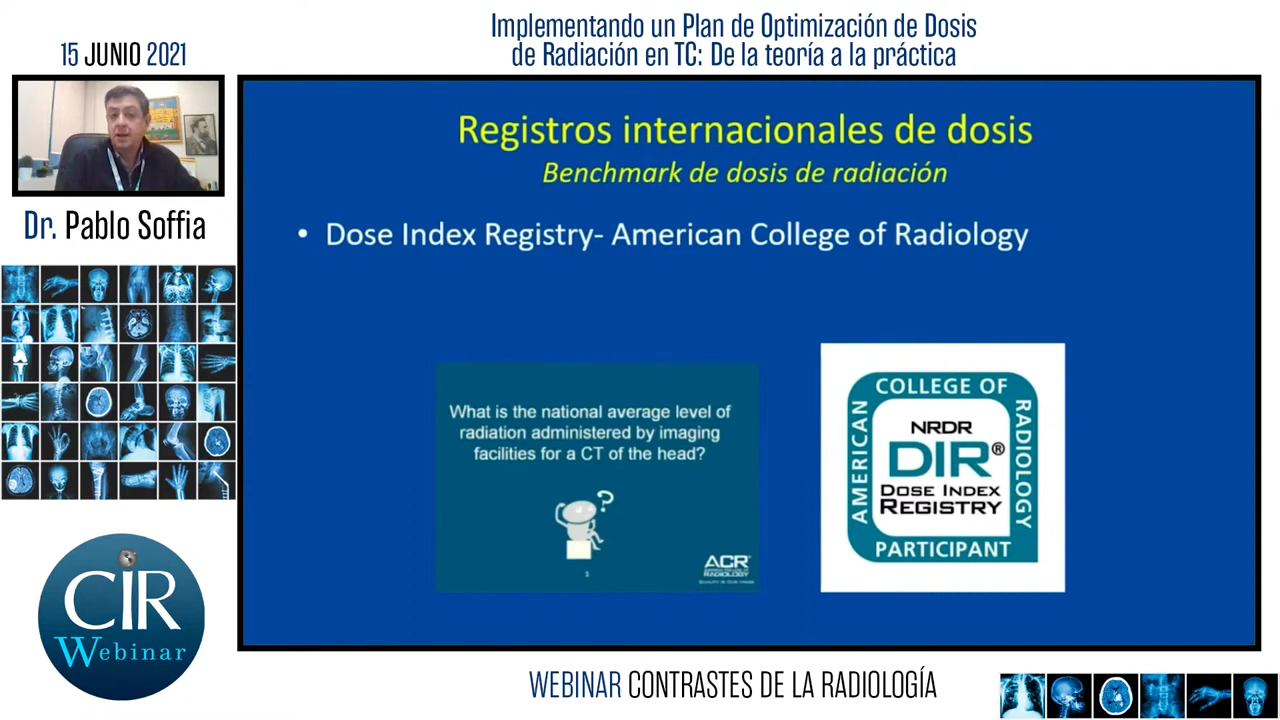 Implementando un Plan de Optimización de Dosis
de Radiación en TC: De la teoría a la práctica
15 JUNIO 2021
Dr. Pablo Soffia
Registros internacionales de dosis
Benchmark de dosis de radiación
• Dose Index Registry- American College of Radiology
What is the national average level of
radiation administered by imaging
facilities for a CT of the head?
?
ACR
3
AMERICAN
COLLEGE OF
RADIOLOGY
NRDR
DIR®
DOSE INDEX
REGISTRY
PARTICIPANT
CIR
Webinar
WEBINAR CONTRASTES DE LA RADIOLOGÍA